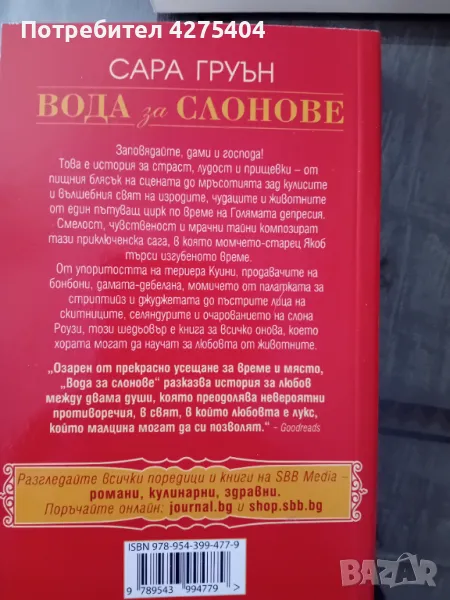 Потребител 4275404
САРА ГРУЪН
ВОДА за СЛОНОВЕ
Заповядайте, дами и господа!
Това е история за страст, лудост и прищевки – от
пищния блясък на сцената до мръсотията зад кулисите
и вълшебния свят на изродите, чудаците и животните
от един пътуващ цирк по време на Голямата депресия.
Смелост, чувственост и мрачни тайни композират
тази приключенска сага, в която момчето-старец Якоб
търси изгубеното време.
От упоритостта на териера Куини, продавачите на
бонбони, дамата-дебелана, момичето от палатката за
стриптийз и джуджетата до пъстрите лица на
скитниците, селяндурите и очарованието на слона
Роузи, този шедьовър е книга за всичко онова, което
хората могат да научат за любовта от животните.
„Озарен от прекрасно усещане за време и място,
„Вода за слонове“ разказва история за любов
между двама души, която преодолява невероятни
противоречия, в свят, в който любовта е лукс,
който малцина могат да си позволят.“ - Goodreads
Разгледайте всички поредици и книги на SBB Media –
романи, кулинарни, здравни.
Поръчайте онлайн: journal.bg и shop.sbb.bg
ISBN 978-954-399-477-9
9 789543 994779 >
BAZAR